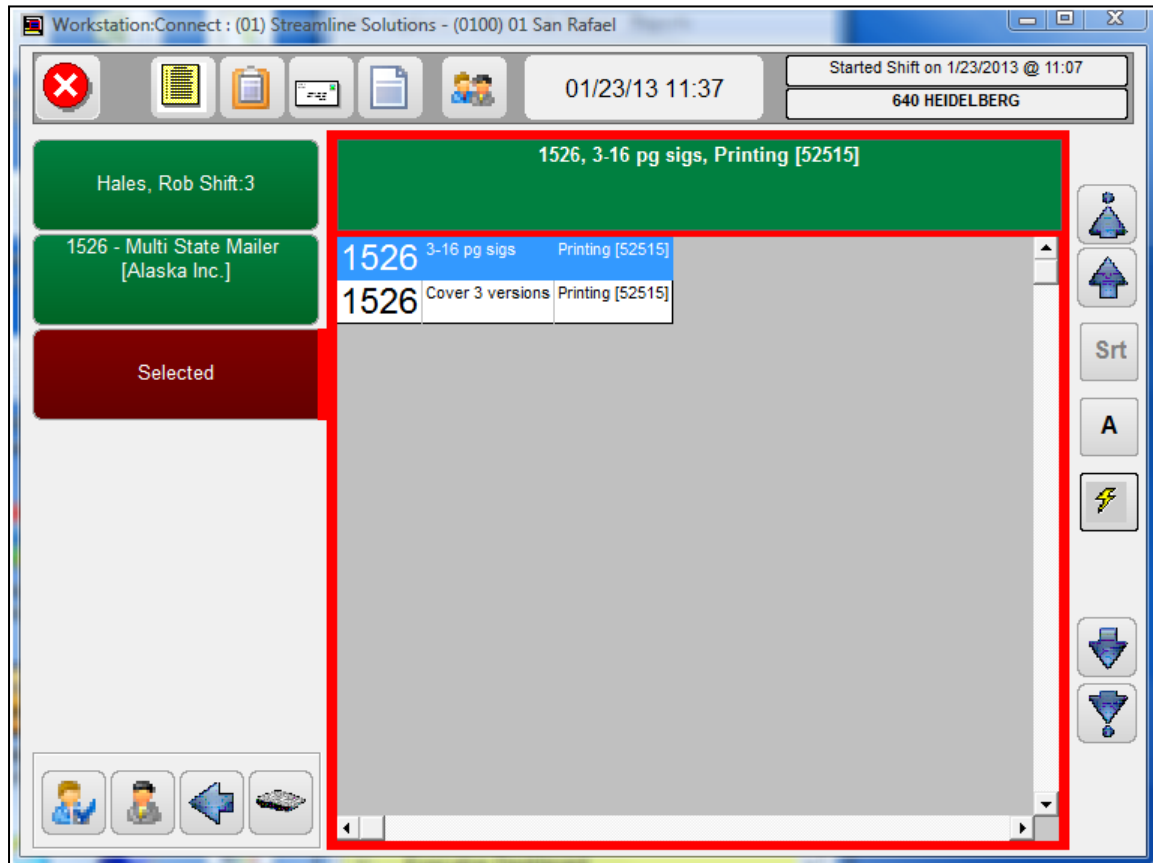 Workstation:Connect : (01) Streamline Solutions - (0100) 01 San Rafael
01/23/13 11:37
Started Shift on 1/23/2013 @ 11:07
640 HEIDELBERG
Hales, Rob Shift:3
1526 - Multi State Mailer
[Alaska Inc.]
Selected
1526, 3-16 pg sigs, Printing [52515]
1526 3-16 pg sigs Printing [52515]
1526 Cover 3 versions Printing [52515]
Srt
A